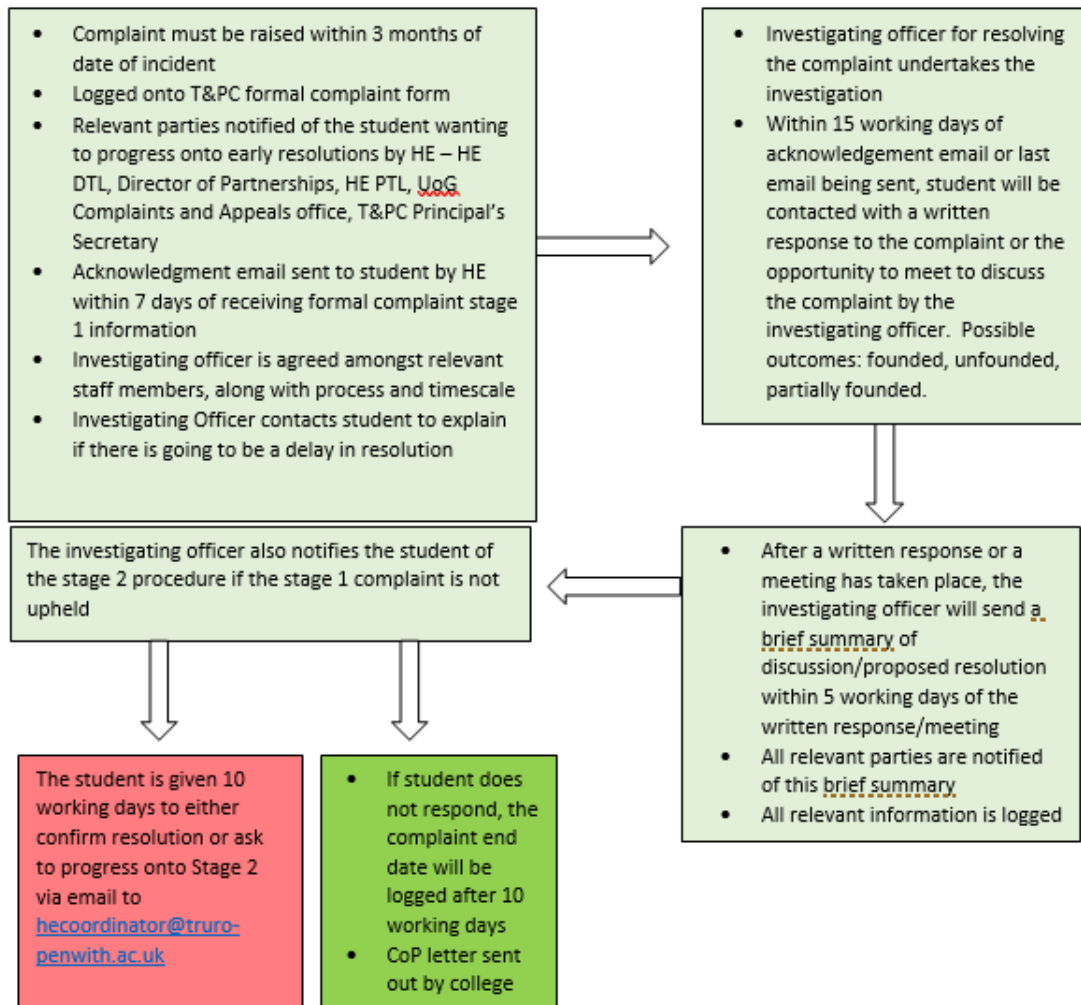 • Complaint must be raised within 3 months of
date of incident
• Logged onto T&PC formal complaint form
• Relevant parties notified of the student wanting
to progress onto early resolutions by HE – HE
DTL, Director of Partnerships, HE PTL, UoG
Complaints and Appeals office, T&PC Principal's
Secretary
• Acknowledgment email sent to student by HE
within 7 days of receiving formal complaint stage
1 information
• Investigating officer is agreed amongst relevant
staff members, along with process and timescale
• Investigating Officer contacts student to explain
if there is going to be a delay in resolution
• Investigating officer for resolving
the complaint undertakes the
investigation
• Within 15 working days of
acknowledgement email or last
email being sent, student will be
contacted with a written
response to the complaint or the
opportunity to meet to discuss
the complaint by the
investigating officer. Possible
outcomes: founded, unfounded,
partially founded.
• After a written response or a
meeting has taken place, the
investigating officer will send a
brief summary of
discussion/proposed resolution
within 5 working days of the
written response/meeting
• All relevant parties are notified
of this brief summary
• All relevant information is logged
The investigating officer also notifies the student of
the stage 2 procedure if the stage 1 complaint is not
upheld
The student is given 10
working days to either
confirm resolution or ask
to progress onto Stage 2
via email to
hecoordinator@truro-
penwith.ac.uk
• If student does
not respond, the
complaint end
date will be
logged after 10
working days
• CoP letter sent
out by college